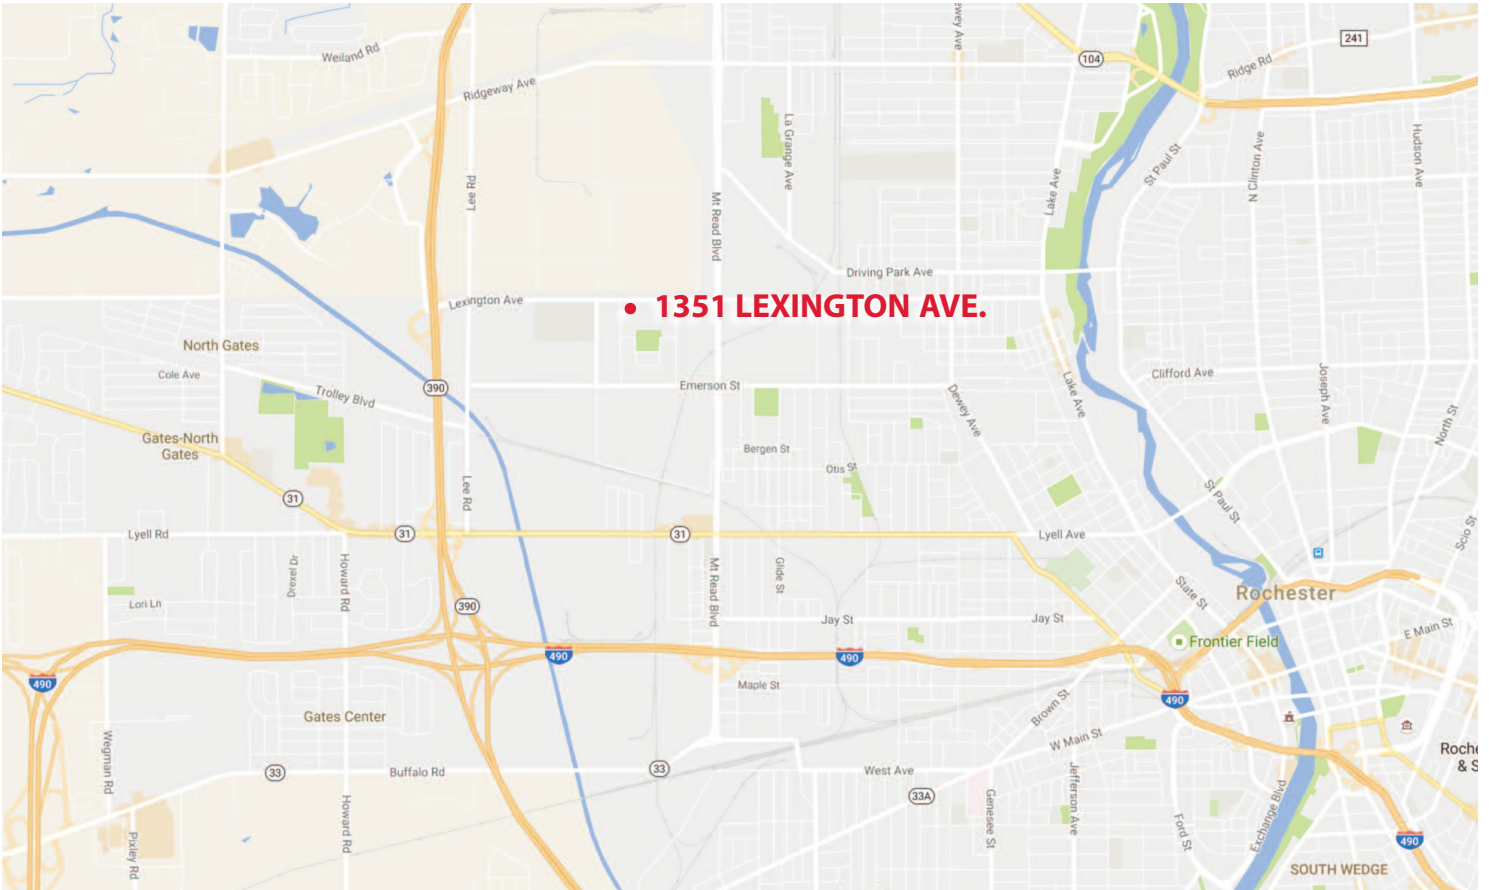 ewey Ave
241
Weiland Rd
104
Ridge Rd
Ridgeway Ave
La Grange Ave
Hudson Ave
N Clinton Ave
St Paul St
Lake Ave
Lee Rd
Mt Read Blvd
Driving Park Ave
Lexington Ave
1351 LEXINGTON AVE.
North Gates
Cole Ave
Clifford Ave
Joseph Ave
390
Emerson St
Trolley Blvd
Lake Ave
Dewey Ave
North St
Gates-North
Gates
Bergen St
Otis St
31
Lee Rd
St Paul St
Lyell Rd
31
31
Lyell Ave
Scio St
Drexel Dr
Howard Rd
Mt Read Blvd
Glide St
State St
Rochester
Lori Ln
390
Jay St
Jay St
E Main St
Frontier Field
490
490
490
Maple St
490
Gates Center
Brown St
W Main St
Wegman Rd
Roche
& S
33
Buffalo Rd
33
West Ave
33A
Genesee St
Jefferson Ave
Ford St
Exchange Blvd
Howard Rd
Pixley Rd
490
SOUTH WEDGE